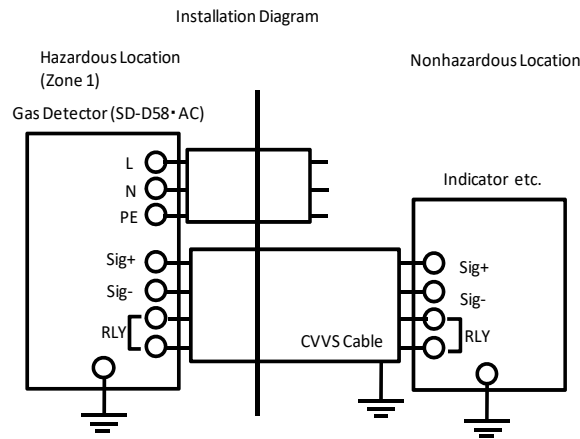 Installation Diagram
Hazardous Location
(Zone 1)
Nonhazardous Location
Gas Detector (SD-D58・AC)
L
N
PE
Indicator etc.
Sig+
Sig-
RLY
CVVS Cable
Sig+
Sig-
RLY